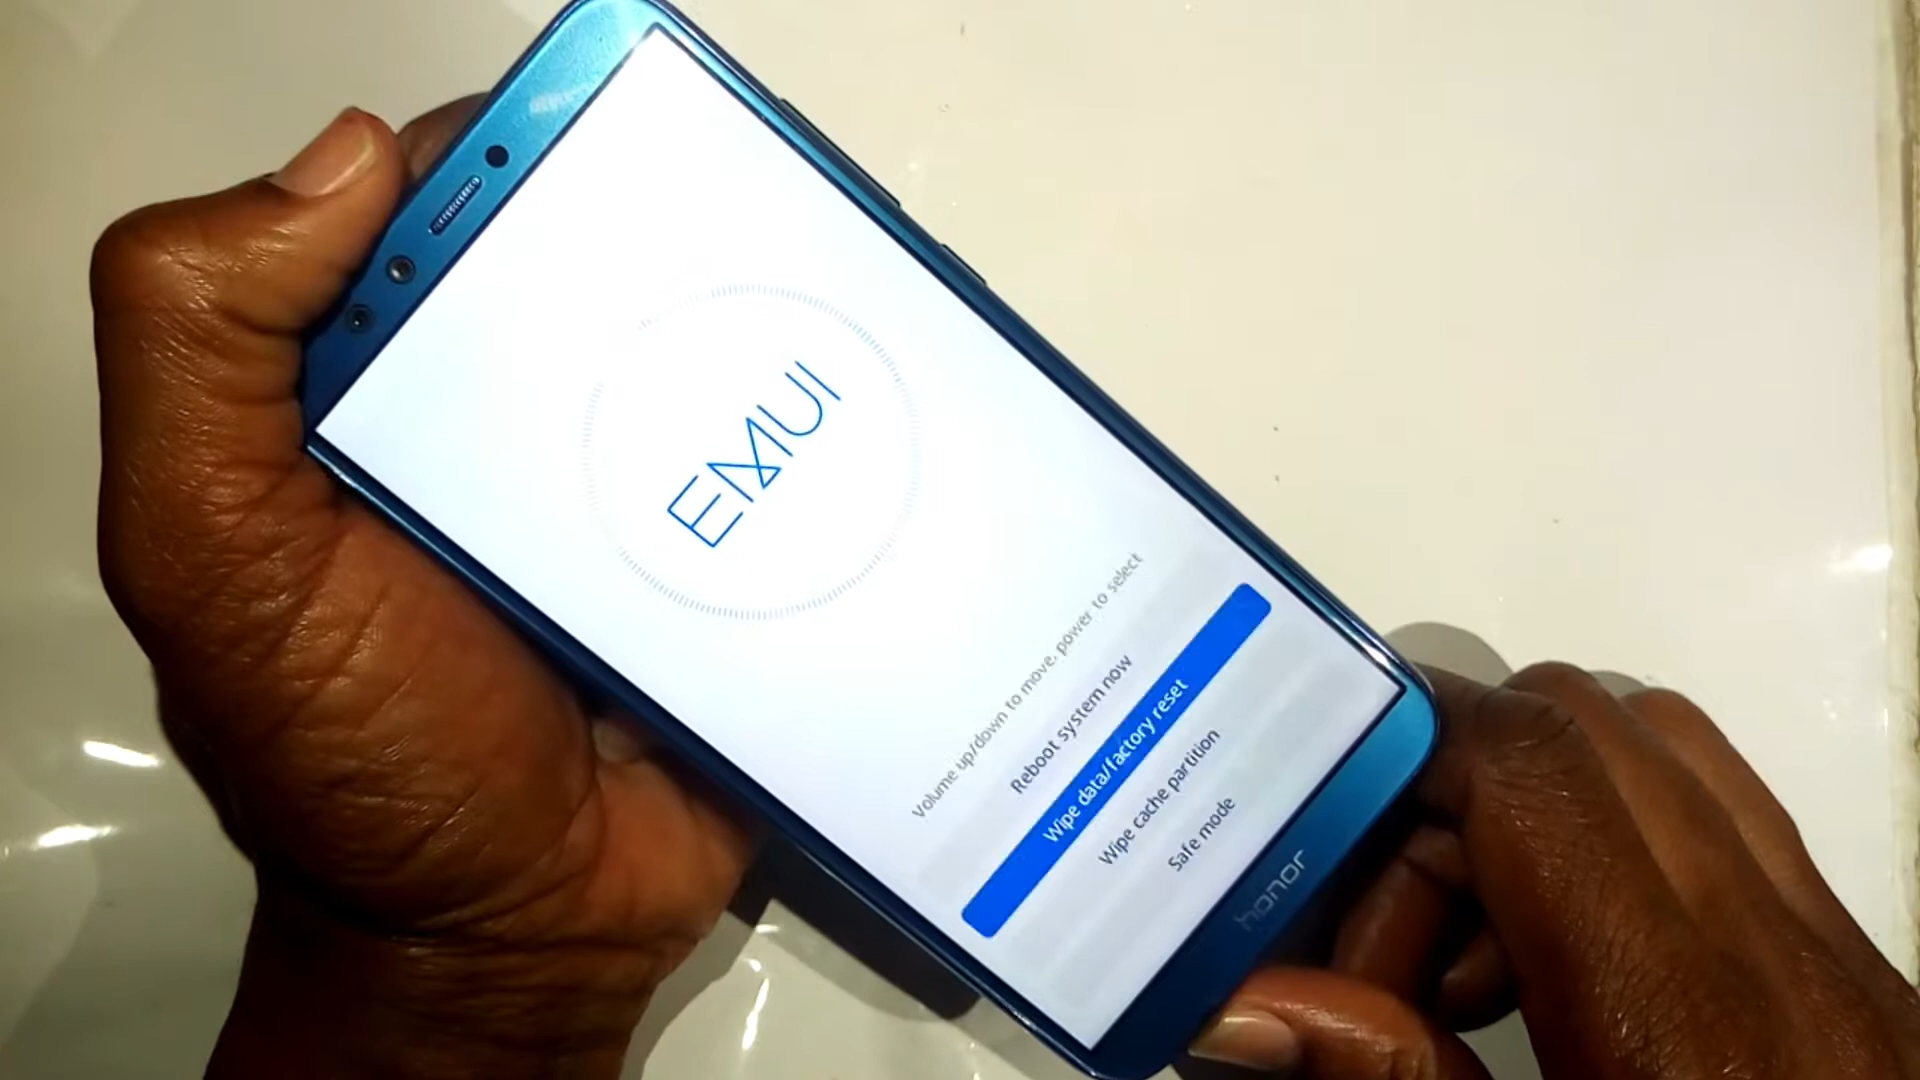 EMUI
Volume up/down to move, power to select
Reboot system now
Wipe data/factory reset
Wipe cache partition
Safe mode
honor